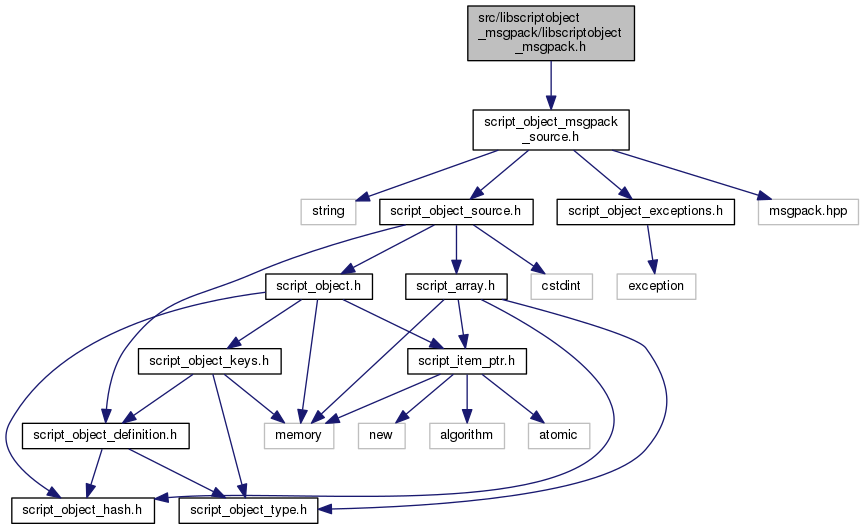 src/libscriptobject
_msgpack/libscriptobject
_msgpack.h
script_object_msgpack
_source.h
string
script_object_source.h
script_object_exceptions.h
msgpack.hpp
script_object.h
script_array.h
cstdint
exception
script_object_keys.h
script_item_ptr.h
script_object_definition.h
memory
new
algorithm
atomic
script_object_hash.h
script_object_type.h